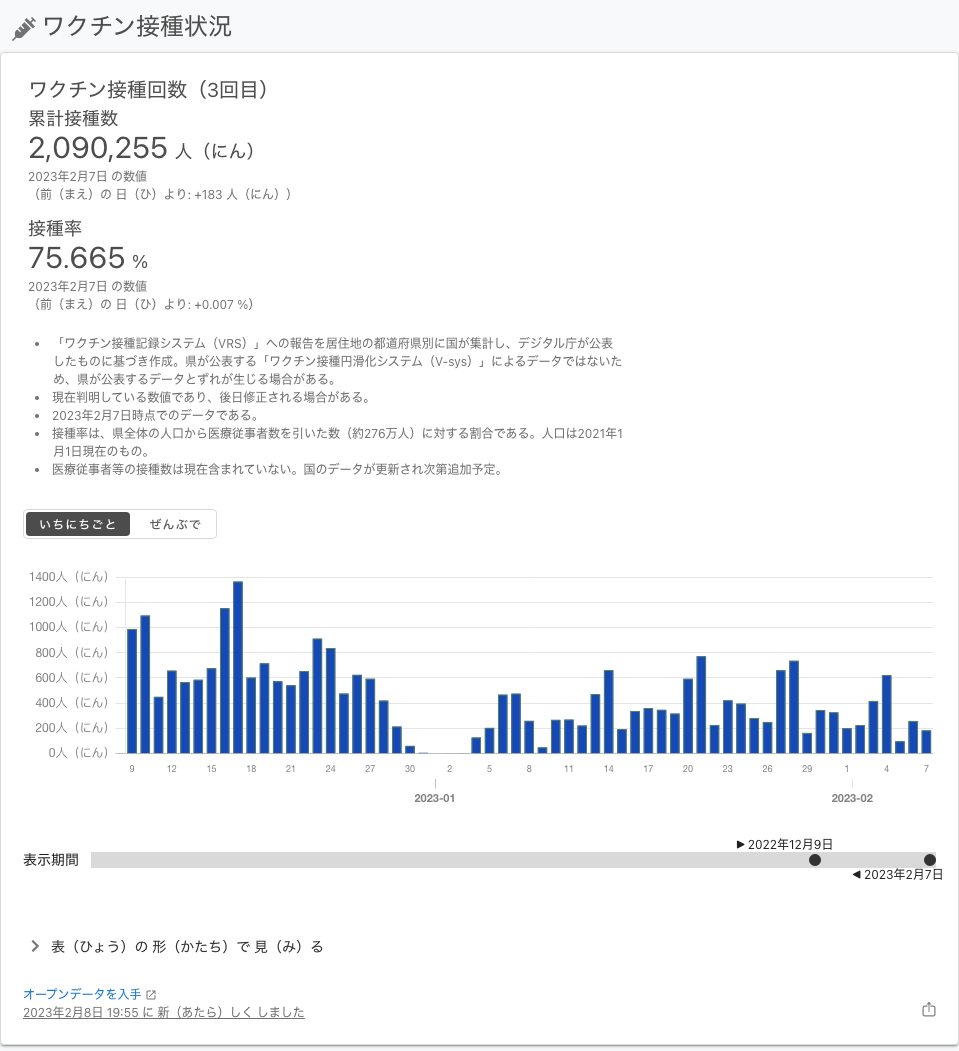 ワクチン接種状況
ワクチン接種回数（3回目）
累計接種数
2,090,255 人（にん）
2023年2月7日 の数値
（前（まえ）の 日（ひ）より: +183 人（にん））
接種率
75.665 %
2023年2月7日 の数値
（前（まえ）の 日（ひ）より: +0.007 %）
• 「ワクチン接種記録システム（VRS）」への報告を居住地の都道府県別に国が集計し、デジタル庁が公表
したものに基づき作成。県が公表する「ワクチン接種円滑化システム（V-sys）」によるデータではないた
め、県が公表するデータとずれが生じる場合がある。
• 現在判明している数値であり、後日修正される場合がある。
• 2023年2月7日時点でのデータである。
• 接種率は、県全体の人口から医療従事者数を引いた数（約276万人）に対する割合である。人口は2021年1
月1日現在のもの。
• 医療従事者等の接種数は現在含まれていない。国のデータが更新され次第追加予定。
いちにちごと ぜんぶで
1400人（にん）
1200人（にん）
1000人（にん）
800人（にん）
600人（にん）
400人（にん）
200人（にん）
0人（にん）
9 12 15 18 21 24 27 30 2 5 8 11 14 17 20 23 26 29 1 4 7
2023-01 2023-02
▶ 2022年12月9日
表示期間
◀ 2023年2月7日
表（ひょう）の 形（かたち）で 見（み）る
オープンデータを入手
2023年2月8日 19:55 に 新（あたら）しく しました